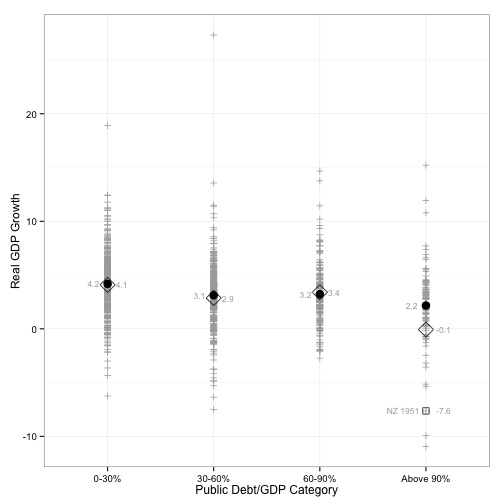 Real GDP Growth
20
10
0
-10
4.2 4.1
3.1 2.9
3.2 3.4
2.2
-0.1
NZ 1951 -7.6
0-30% 30-60% 60-90% Above 90%
Public Debt/GDP Category